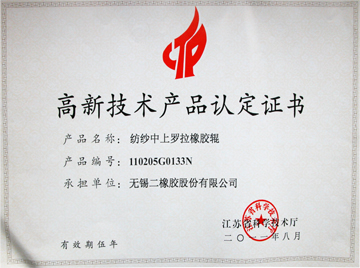 高新技术产品认定证书
产品名称：纺纱中上罗拉橡胶辊
产品编号：110205G0133N
承担单位：无锡二橡胶股份有限公司
江苏省科学技术厅
二〇一一年八月
有效期伍年